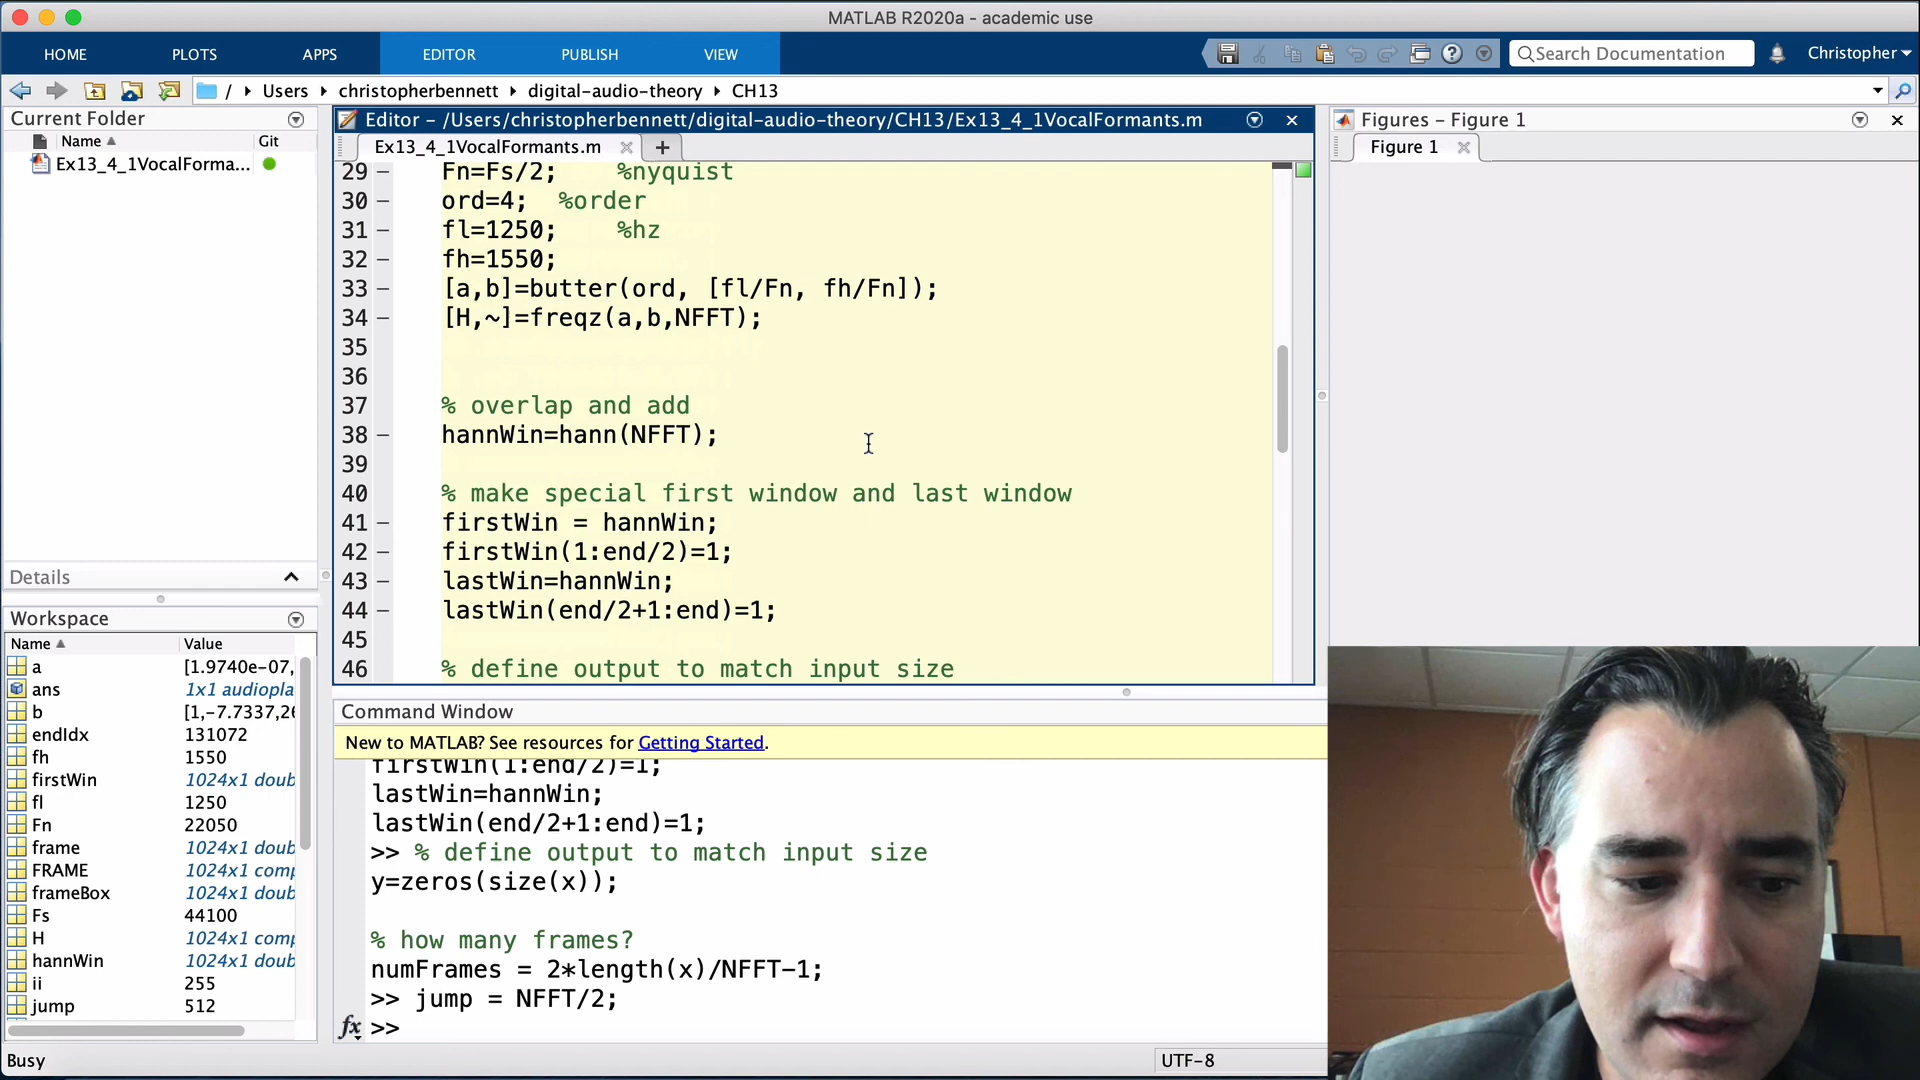 MATLAB R2020a - academic use
HOME PLOTS APPS EDITOR PUBLISH VIEW
Search Documentation
Christopher
/ Users christopherbennett digital-audio-theory CH13
Current Folder
Name Git
Ex13_4_1VocalForma...
Details
Workspace
Name Value
a [1.9740e-07,
ans 1x1 audiopla
b [1,-7.7337,26
endIdx 131072
fh 1550
firstWin 1024x1 doub
fl 1250
Fn 22050
frame 1024x1 doub
FRAME 1024x1 comp
frameBox 1024x1 doub
Fs 44100
H 1024x1 comp
hannWin 1024x1 doub
ii 255
jump 512
Busy
Editor - /Users/christopherbennett/digital-audio-theory/CH13/Ex13_4_1VocalFormants.m
Ex13_4_1VocalFormants.m
29 Fn=Fs/2; %nyquist
30 ord=4; %order
31 fl=1250; %hz
32 fh=1550;
33 [a,b]=butter(ord, [fl/Fn, fh/Fn]);
34 [H,~]=freqz(a,b,NFFT);
35
36
37 % overlap and add
38 hannWin=hann(NFFT);
39
40 % make special first window and last window
41 firstWin = hannWin;
42 firstWin(1:end/2)=1;
43 lastWin=hannWin;
44 lastWin(end/2+1:end)=1;
45
46 % define output to match input size
Command Window
New to MATLAB? See resources for Getting Started.
firstWin(1:end/2)=1;
lastWin=hannWin;
lastWin(end/2+1:end)=1;
>> % define output to match input size
y=zeros(size(x));
% how many frames?
numFrames = 2*length(x)/NFFT-1;
>> jump = NFFT/2;
fx >>
UTF-8
Figures - Figure 1
Figure 1